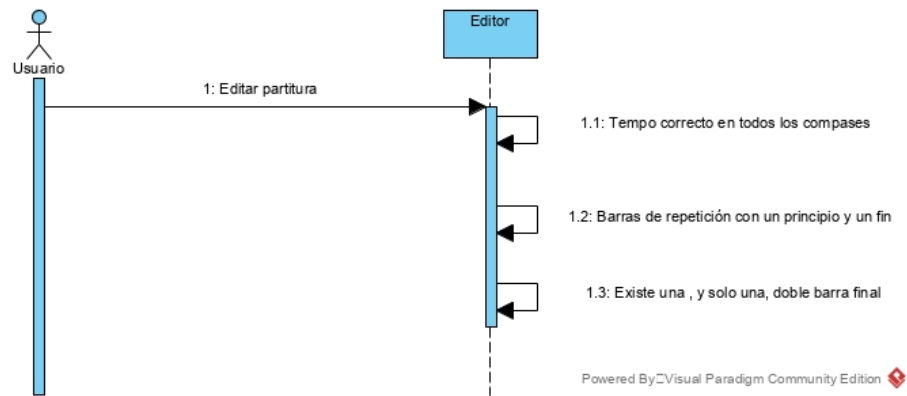 Editor
Usuario
1: Editar partitura
1.1: Tempo correcto en todos los compases
1.2: Barras de repetición con un principio y un fin
1.3: Existe una , y solo una, doble barra final
Powered By Visual Paradigm Community Edition